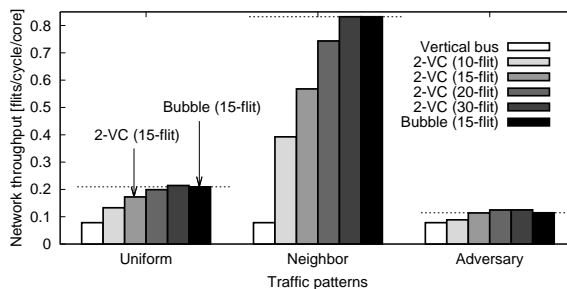 Network throughput [flits/cycle/core]
0.8
0.7
0.6
0.5
0.4
0.3
0.2
0.1
0
Vertical bus
2-VC (10-flit)
2-VC (15-flit)
2-VC (20-flit)
2-VC (30-flit)
Bubble (15-flit)
Bubble (15-flit)
2-VC (15-flit)
Uniform Neighbor Adversary
Traffic patterns